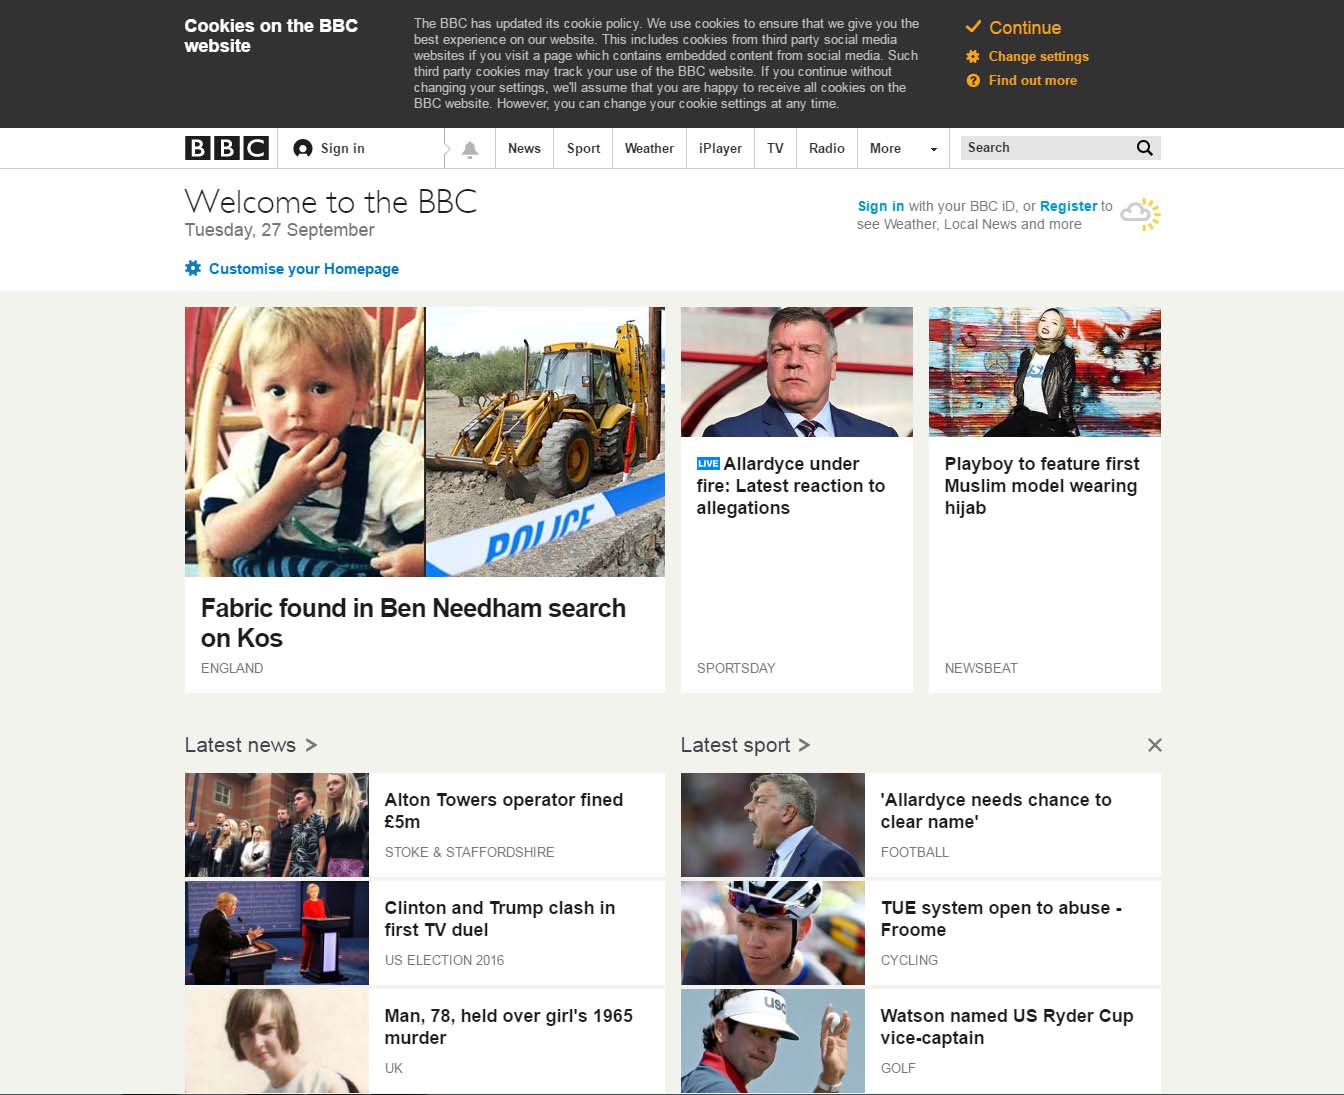 Cookies on the BBC
website
The BBC has updated its cookie policy. We use cookies to ensure that we give you the
best experience on our website. This includes cookies from third party social media
websites if you visit a page which contains embedded content from social media. Such
third party cookies may track your use of the BBC website. If you continue without
changing your settings, we'll assume that you are happy to receive all cookies on the
BBC website. However, you can change your cookie settings at any time.
Continue
Change settings
Find out more
BBC Sign in News Sport Weather iPlayer TV Radio More Search
Welcome to the BBC
Tuesday, 27 September
Sign in with your BBC iD, or Register to
see Weather, Local News and more
Customise your Homepage
POLICE
Fabric found in Ben Needham search
on Kos
ENGLAND
LIVE Allardyce under
fire: Latest reaction to
allegations
SPORTSDAY
Playboy to feature first
Muslim model wearing
hijab
NEWSBEAT
Latest news >
Alton Towers operator fined
£5m
STOKE & STAFFORDSHIRE
Clinton and Trump clash in
first TV duel
US ELECTION 2016
Man, 78, held over girl's 1965
murder
UK
Latest sport >
'Allardyce needs chance to
clear name'
FOOTBALL
TUE system open to abuse -
Froome
CYCLING
Watson named US Ryder Cup
vice-captain
GOLF